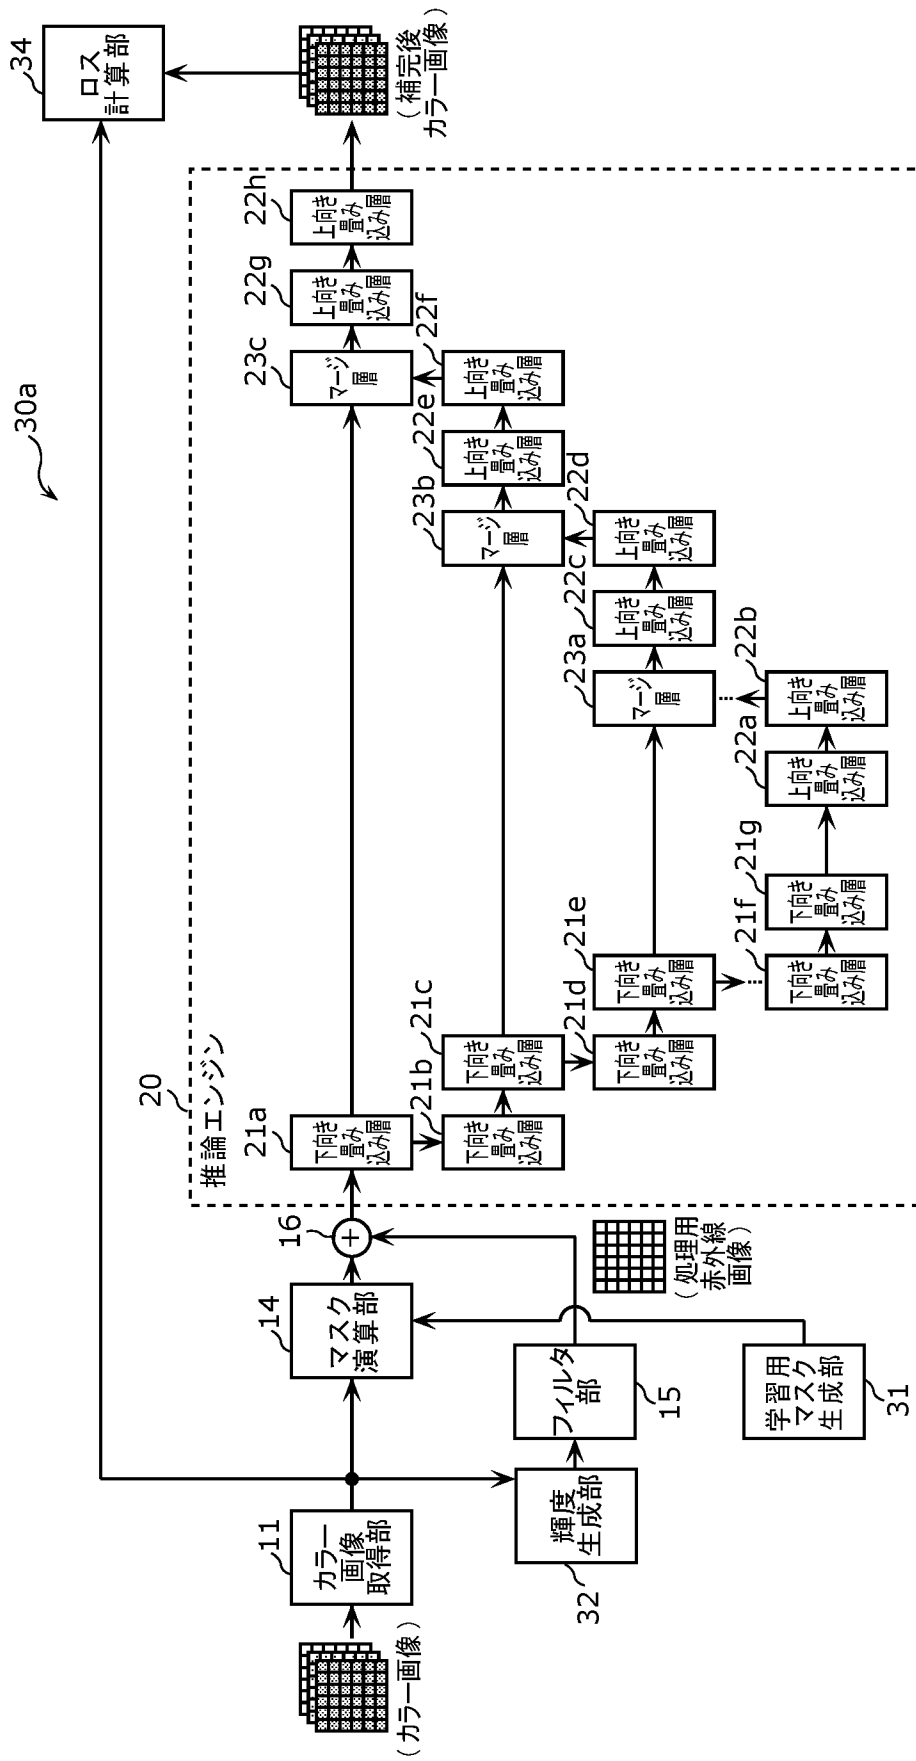 30a
(カラー画像)
11
カラー
画像
取得部
14
マスク
演算部
16
+
32
輝度
生成部
15
フィルタ
部
31
学習用
マスク
生成部
(処理用
赤外線
画像)
20
推論エンジン
21a
下向き
畳み
込み層
21b
下向き
畳み
込み層
21c
下向き
畳み
込み層
21d
下向き
畳み
込み層
21e
下向き
畳み
込み層
21f
下向き
畳み
込み層
21g
下向き
畳み
込み層
22a
上向き
畳み
込み層
22b
上向き
畳み
込み層
23a
マージ
層
22c
上向き
畳み
込み層
22d
上向き
畳み
込み層
23b
マージ
層
22e
上向き
畳み
込み層
22f
上向き
畳み
込み層
23c
マージ
層
22g
上向き
畳み
込み層
22h
上向き
畳み
込み層
(補完後
カラー画像)
34
ロス
計算部